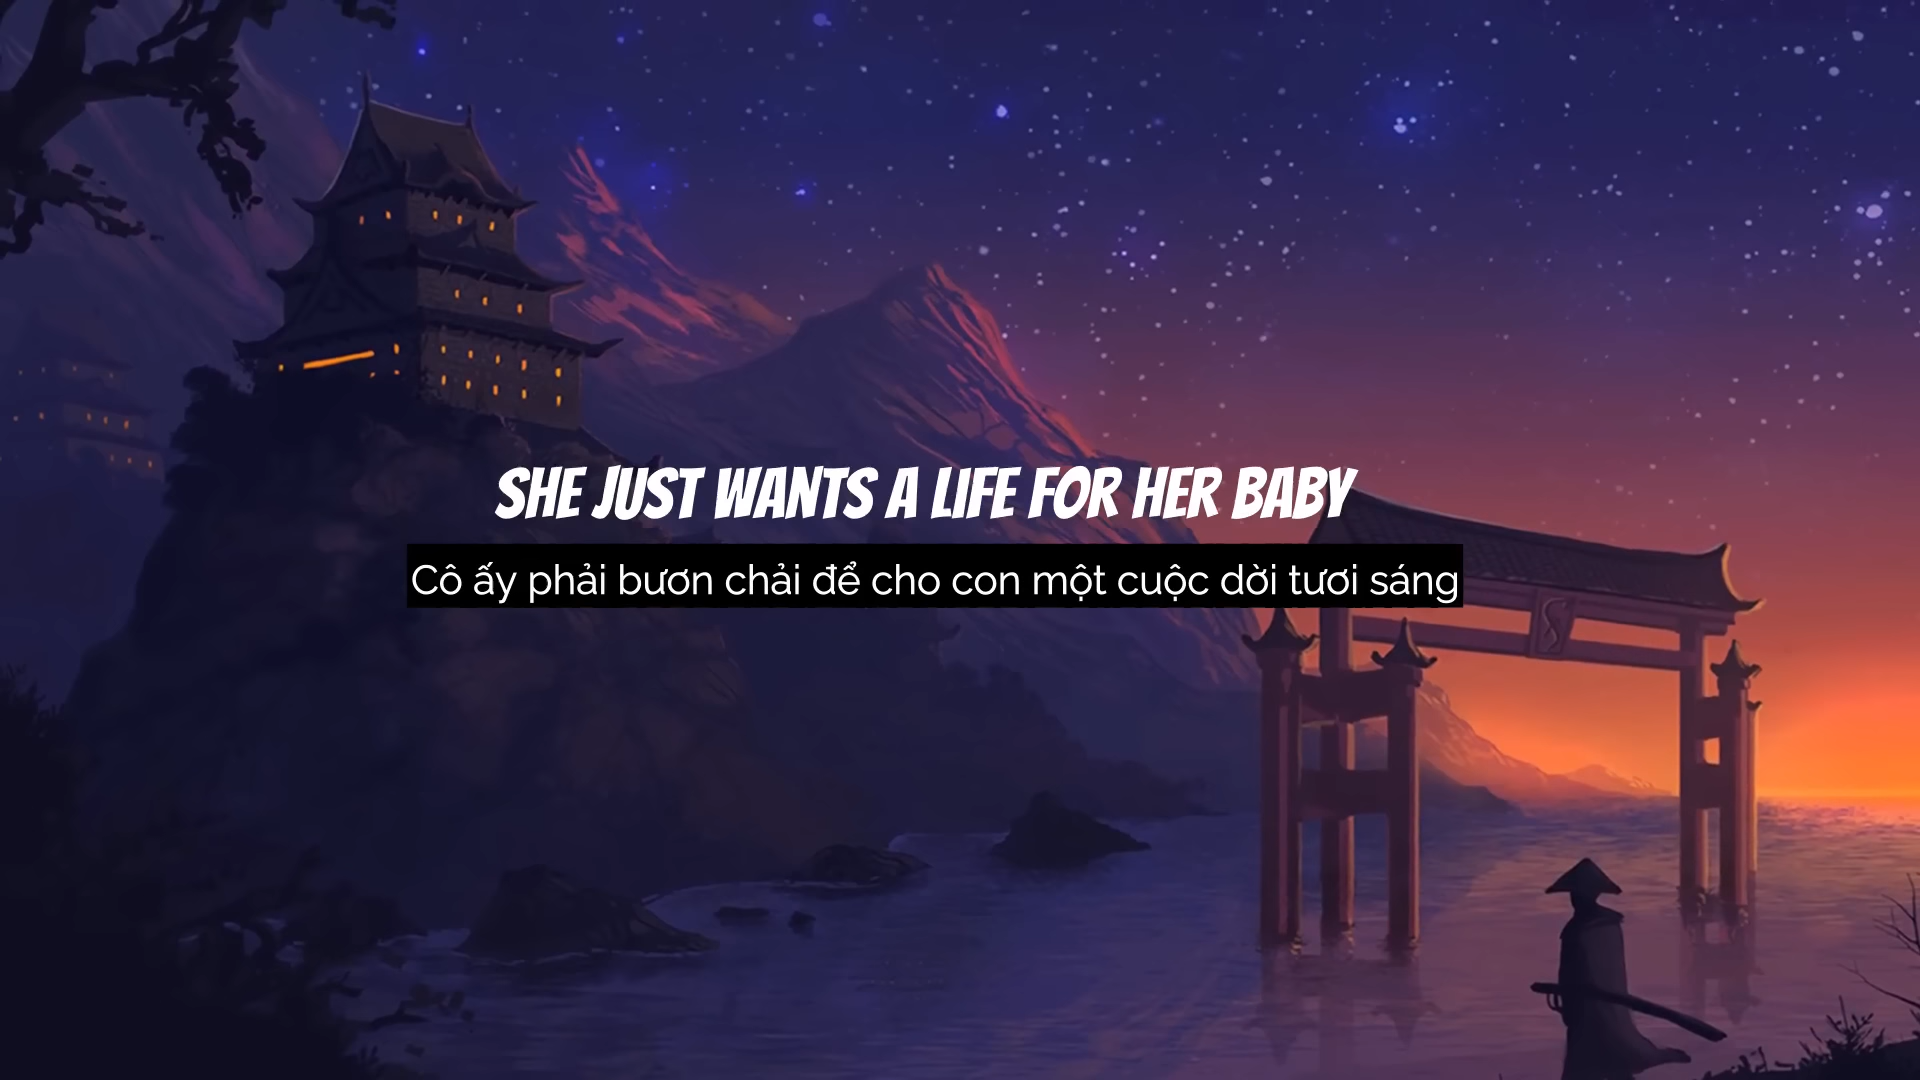 SHE JUST WANTS A LIFE FOR HER BABY
Cô ấy phải bươn chải để cho con một cuộc dời tươi sáng